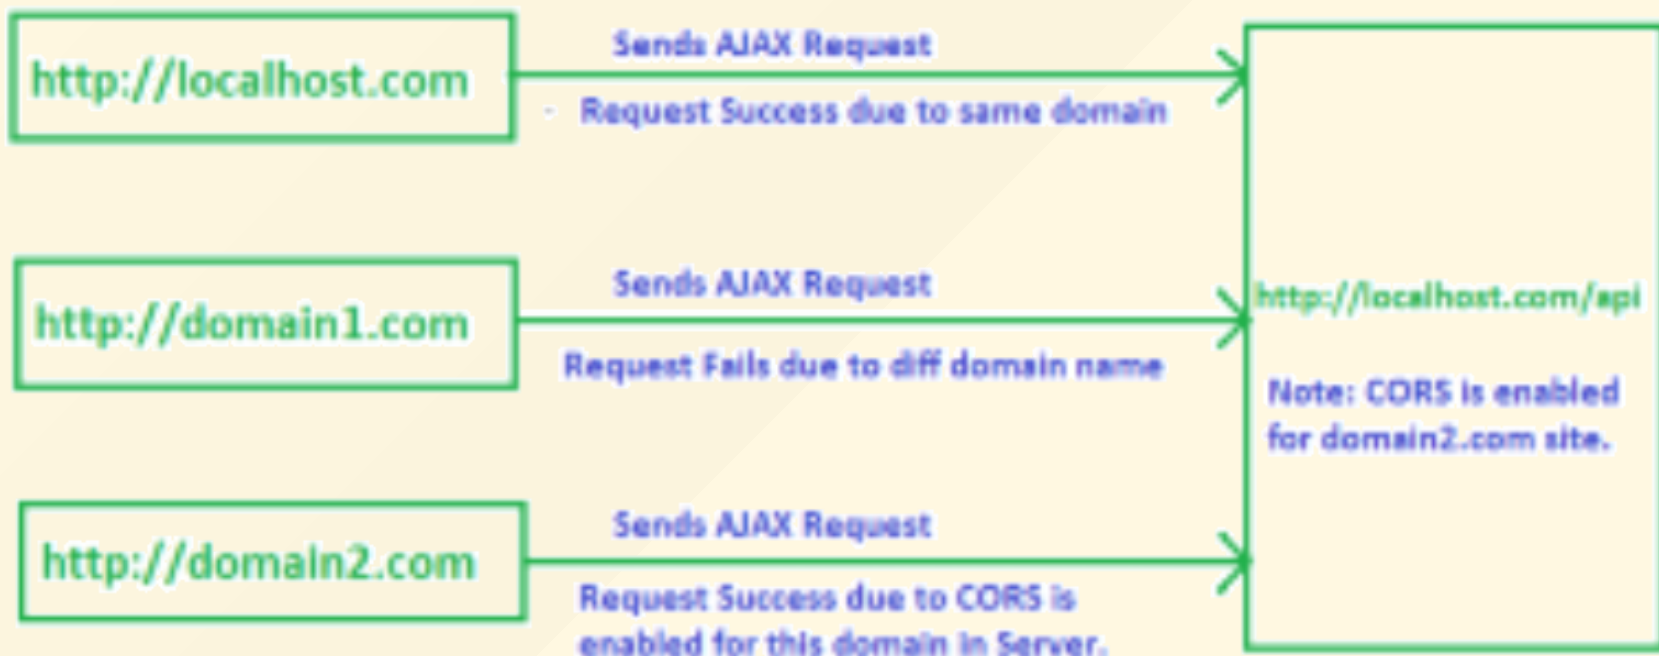 http://localhost.com
Sends AJAX Request
- Request Success due to same domain
http://domain1.com
Sends AJAX Request
Request Fails due to diff domain name
http://domain2.com
Sends AJAX Request
Request Success due to CORS is
enabled for this domain in Server.
http://localhost.com/api
Note: CORS is enabled
for domain2.com site.